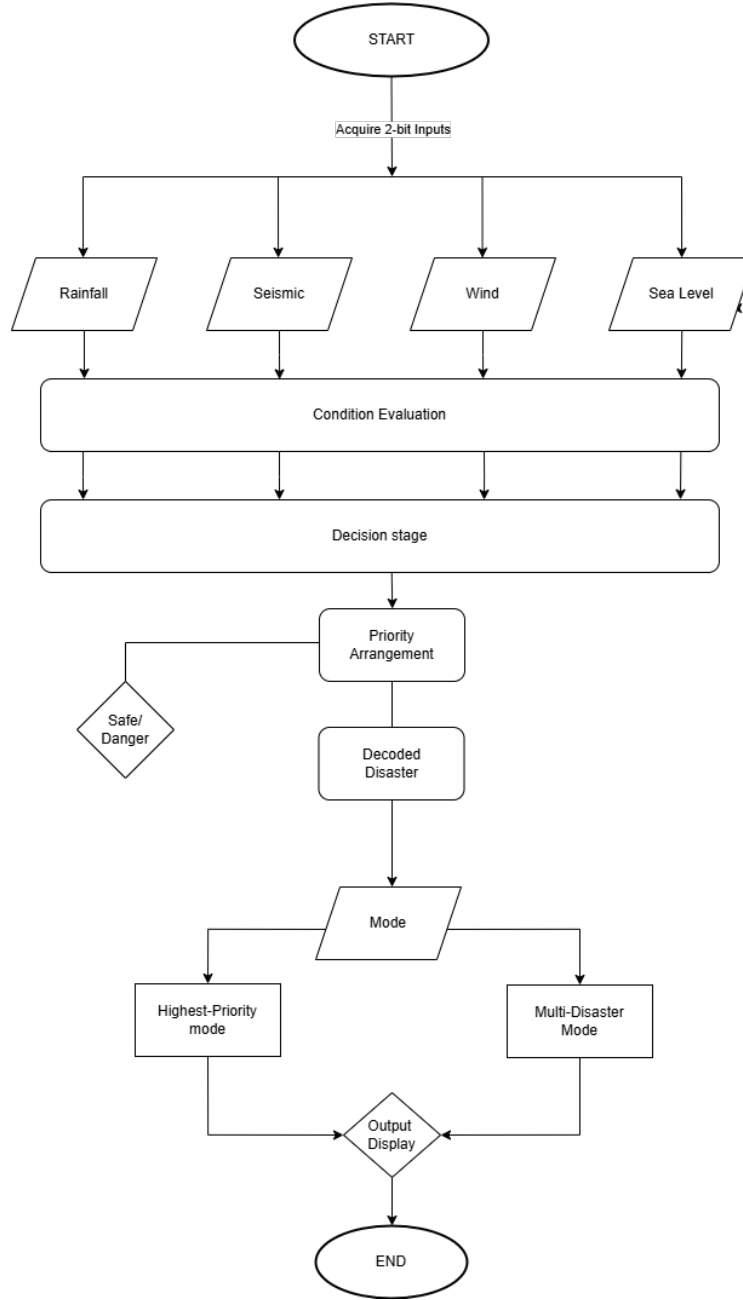 START
Acquire 2-bit Inputs
Rainfall
Seismic
Wind
Sea Level
Condition Evaluation
Decision stage
Priority
Arrangement
Safe/
Danger
Decoded
Disaster
Mode
Highest-Priority
mode
Multi-Disaster
Mode
Output
Display
END